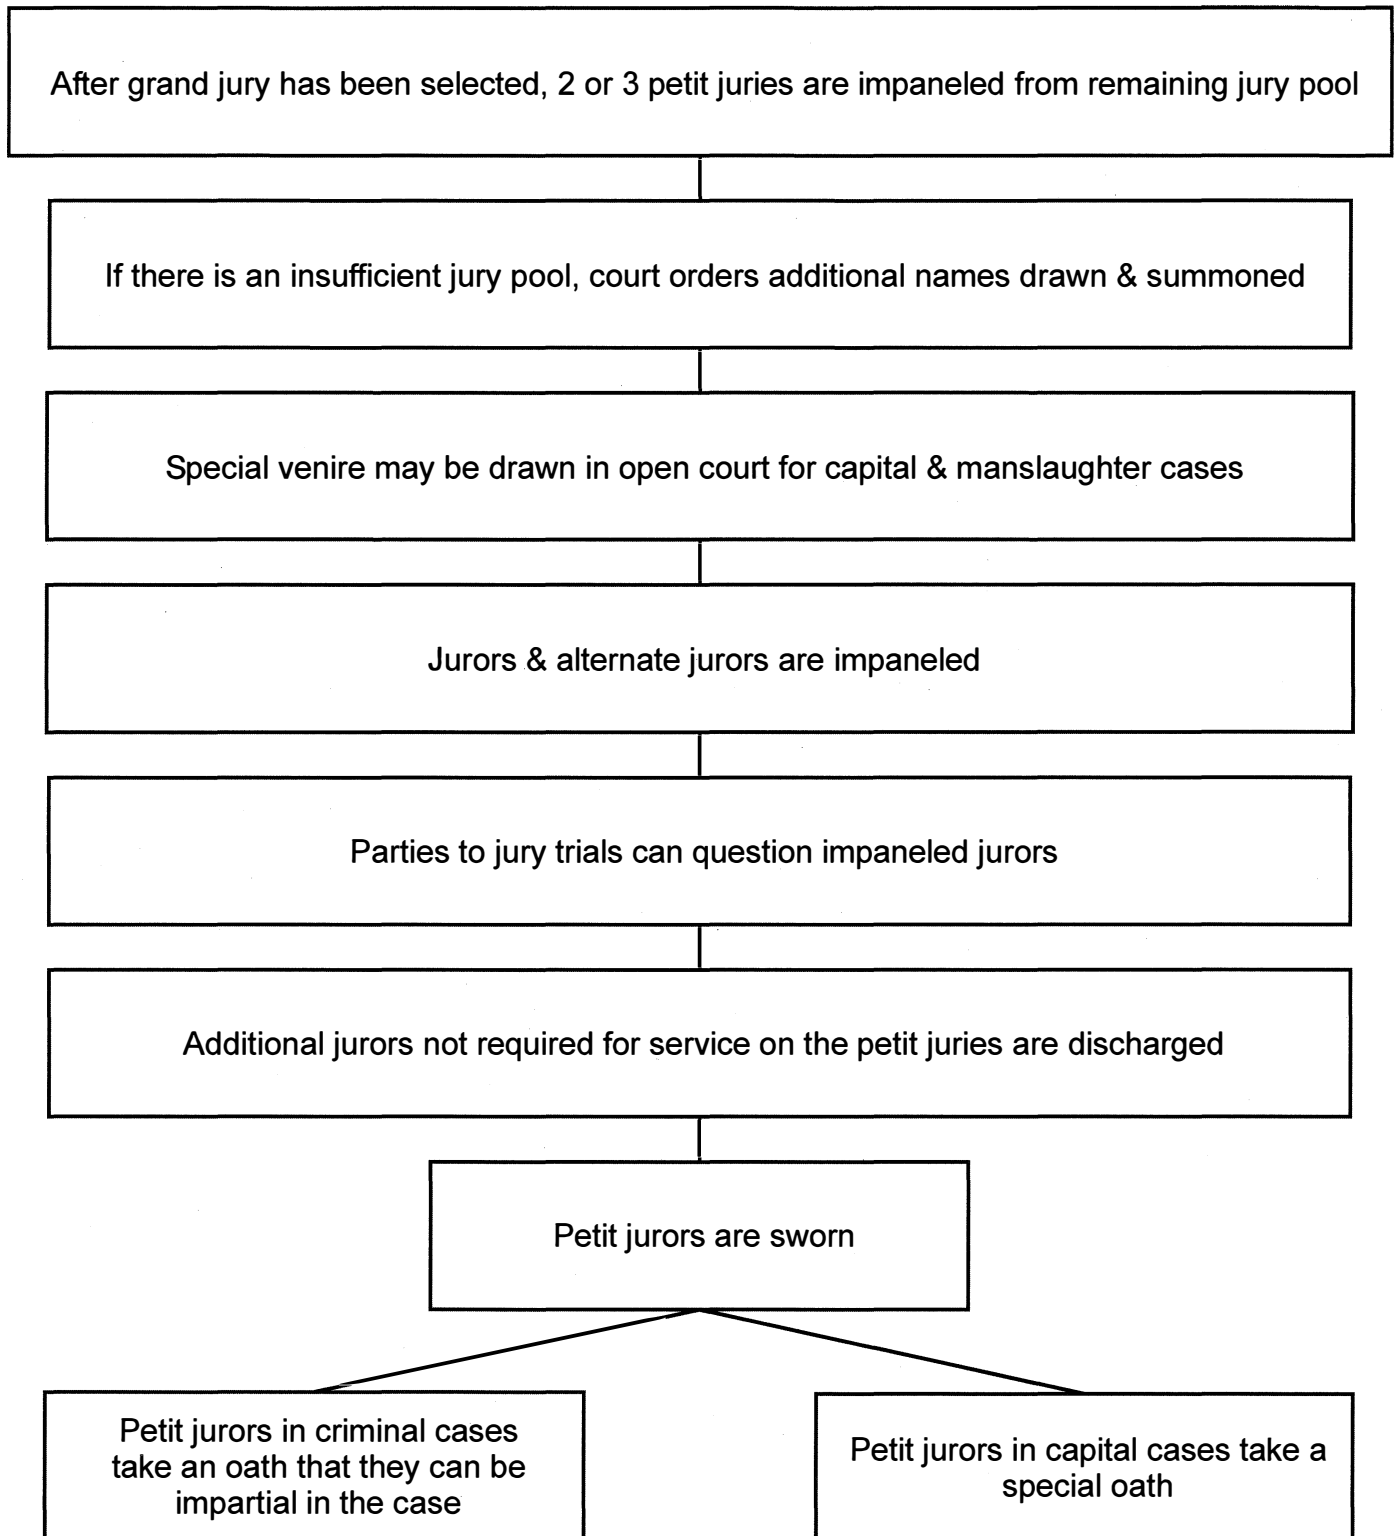 After grand jury has been selected, 2 or 3 petit juries are impaneled from remaining jury pool
If there is an insufficient jury pool, court orders additional names drawn & summoned
Special venire may be drawn in open court for capital & manslaughter cases
Jurors & alternate jurors are impaneled
Parties to jury trials can question impaneled jurors
Additional jurors not required for service on the petit juries are discharged
Petit jurors are sworn
Petit jurors in criminal cases
take an oath that they can be
impartial in the case
Petit jurors in capital cases take a
special oath